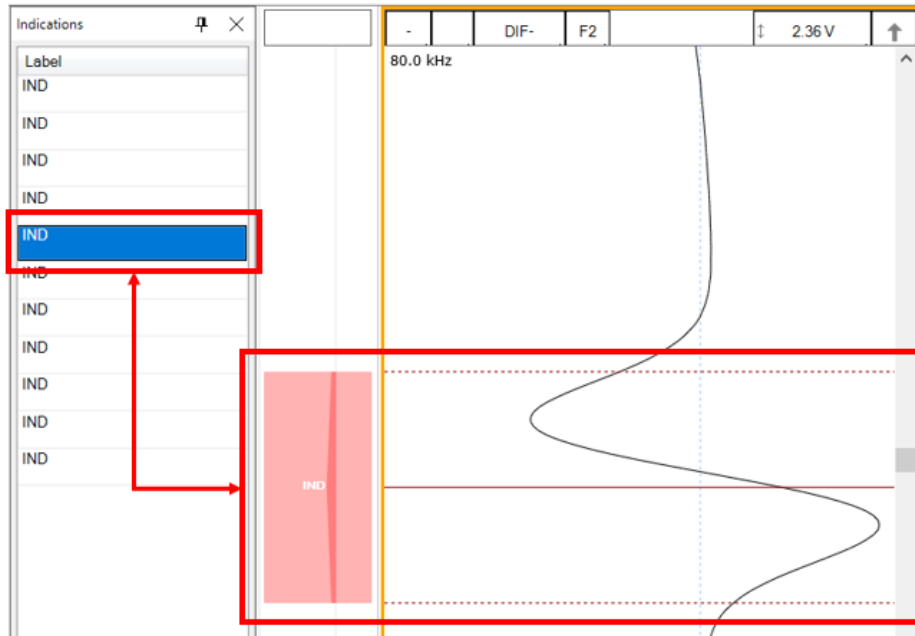 Indications
Label
IND
IND
IND
IND
IND
IND
IND
IND
IND
IND
IND
IND
- DIF- F2 2.36 V
80.0 kHz